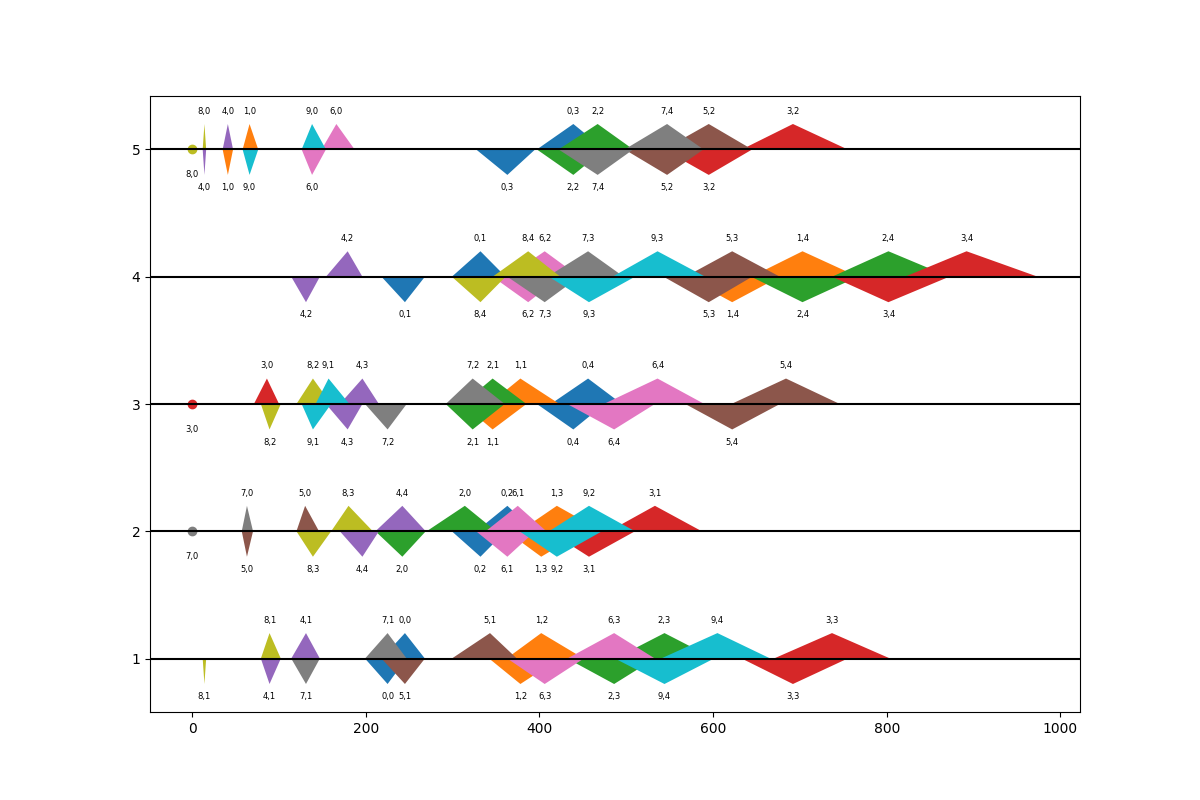 8,0 4,0 1,0 9,0 6,0 0,3 2,2 7,4 5,2 3,2
5
8,0 4,0 1,0 9,0 6,0 0,3 2,2 7,4 5,2 3,2
4,2 0,1 8,4 6,2 7,3 9,3 5,3 1,4 2,4 3,4
4
4,2 0,1 8,4 6,2 7,3 9,3 5,3 1,4 2,4 3,4
3,0 8,2 9,1 4,3 7,2 2,1 1,1 0,4 6,4 5,4
3
3,0 8,2 9,1 4,3 7,2 2,1 1,1 0,4 6,4 5,4
7,0 5,0 8,3 4,4 2,0 0,2 6,1 1,3 9,2 3,1
2
7,0 5,0 8,3 4,4 2,0 0,2 6,1 1,3 9,2 3,1
8,1 4,1 7,1 0,0 5,1 1,2 6,3 2,3 9,4 3,3
1
8,1 4,1 7,1 0,0 5,1 1,2 6,3 2,3 9,4 3,3
0 200 400 600 800 1000